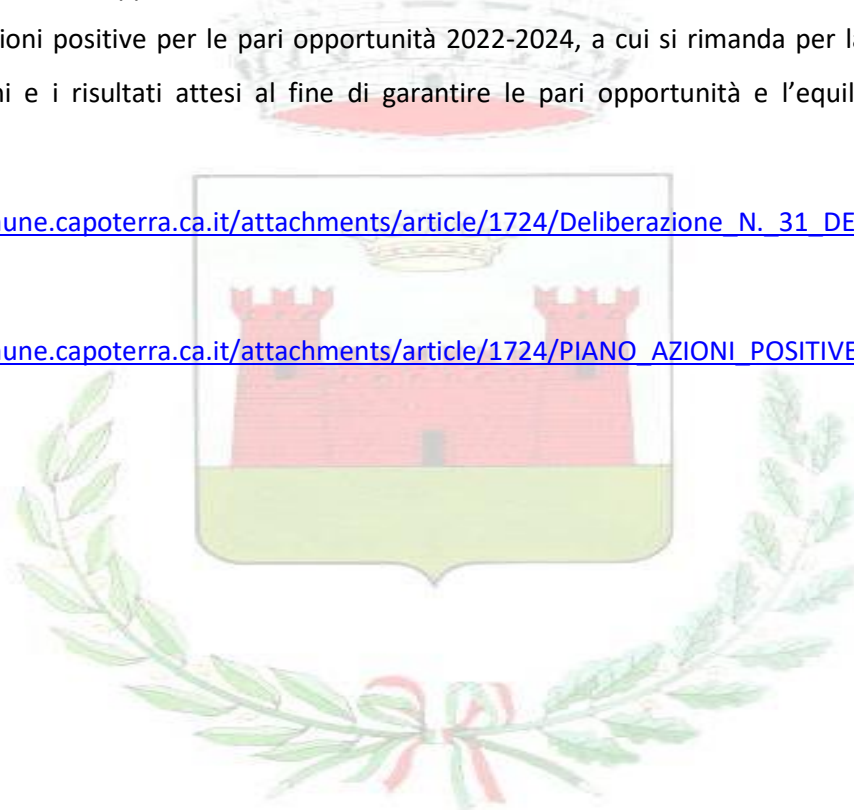 ioni positive per le pari opportunità 2022-2024, a cui si rimanda per
ni e i risultati attesi al fine di garantire le pari opportunità e l'equil
une.capoterra.ca.it/attachments/article/1724/Deliberazione_N._31_DE
une.capoterra.ca.it/attachments/article/1724/PIANO_AZIONI_POSITIVE